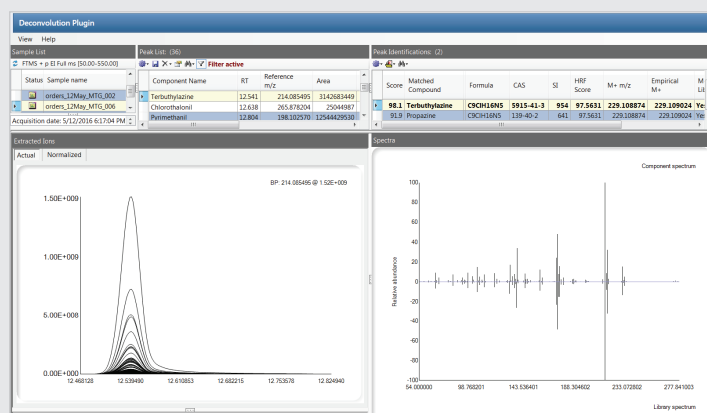 Deconvolution Plugin
View Help
Sample List
FTMS + p EI Full ms [50.00-550.00]
Status Sample name
orders_12May_MTG_002
orders_12May_MTG_006
Acquisition date: 5/12/2016 6:17:04 PM
Peak List: (36)
Filter active
Component Name RT Reference m/z Area
Terbuthylazine 12.541 214.085495 3142683449
Chlorothalonil 12.638 265.878204 25044987
Pyrimethanil 12.804 198.102570 12544429530
Peak Identifications: (2)
Score Matched Compound Formula CAS SI HRF Score M+ m/z Empirical M+ M Lib
98.1 Terbuthylazine C9ClH16N5 5915-41-3 954 97.5631 229.108874 229.109024 Yes
91.9 Propazine C9ClH16N5 139-40-2 641 97.5631 229.108874 229.109024 Yes
Extracted Ions
Actual Normalized
BP: 214.085495 @ 1.52E+009
1.50E+009
1.00E+009
5.00E+008
0.00E+000
12.468128 12.539490 12.610853 12.682215 12.753578 12.824940
Spectra
Component spectrum
Relative abundance
100
80
60
40
20
0
-20
-40
-60
-80
-100
54.000000 98.768201 143.536401 188.304602 233.072802 277.841003
Library spectrum